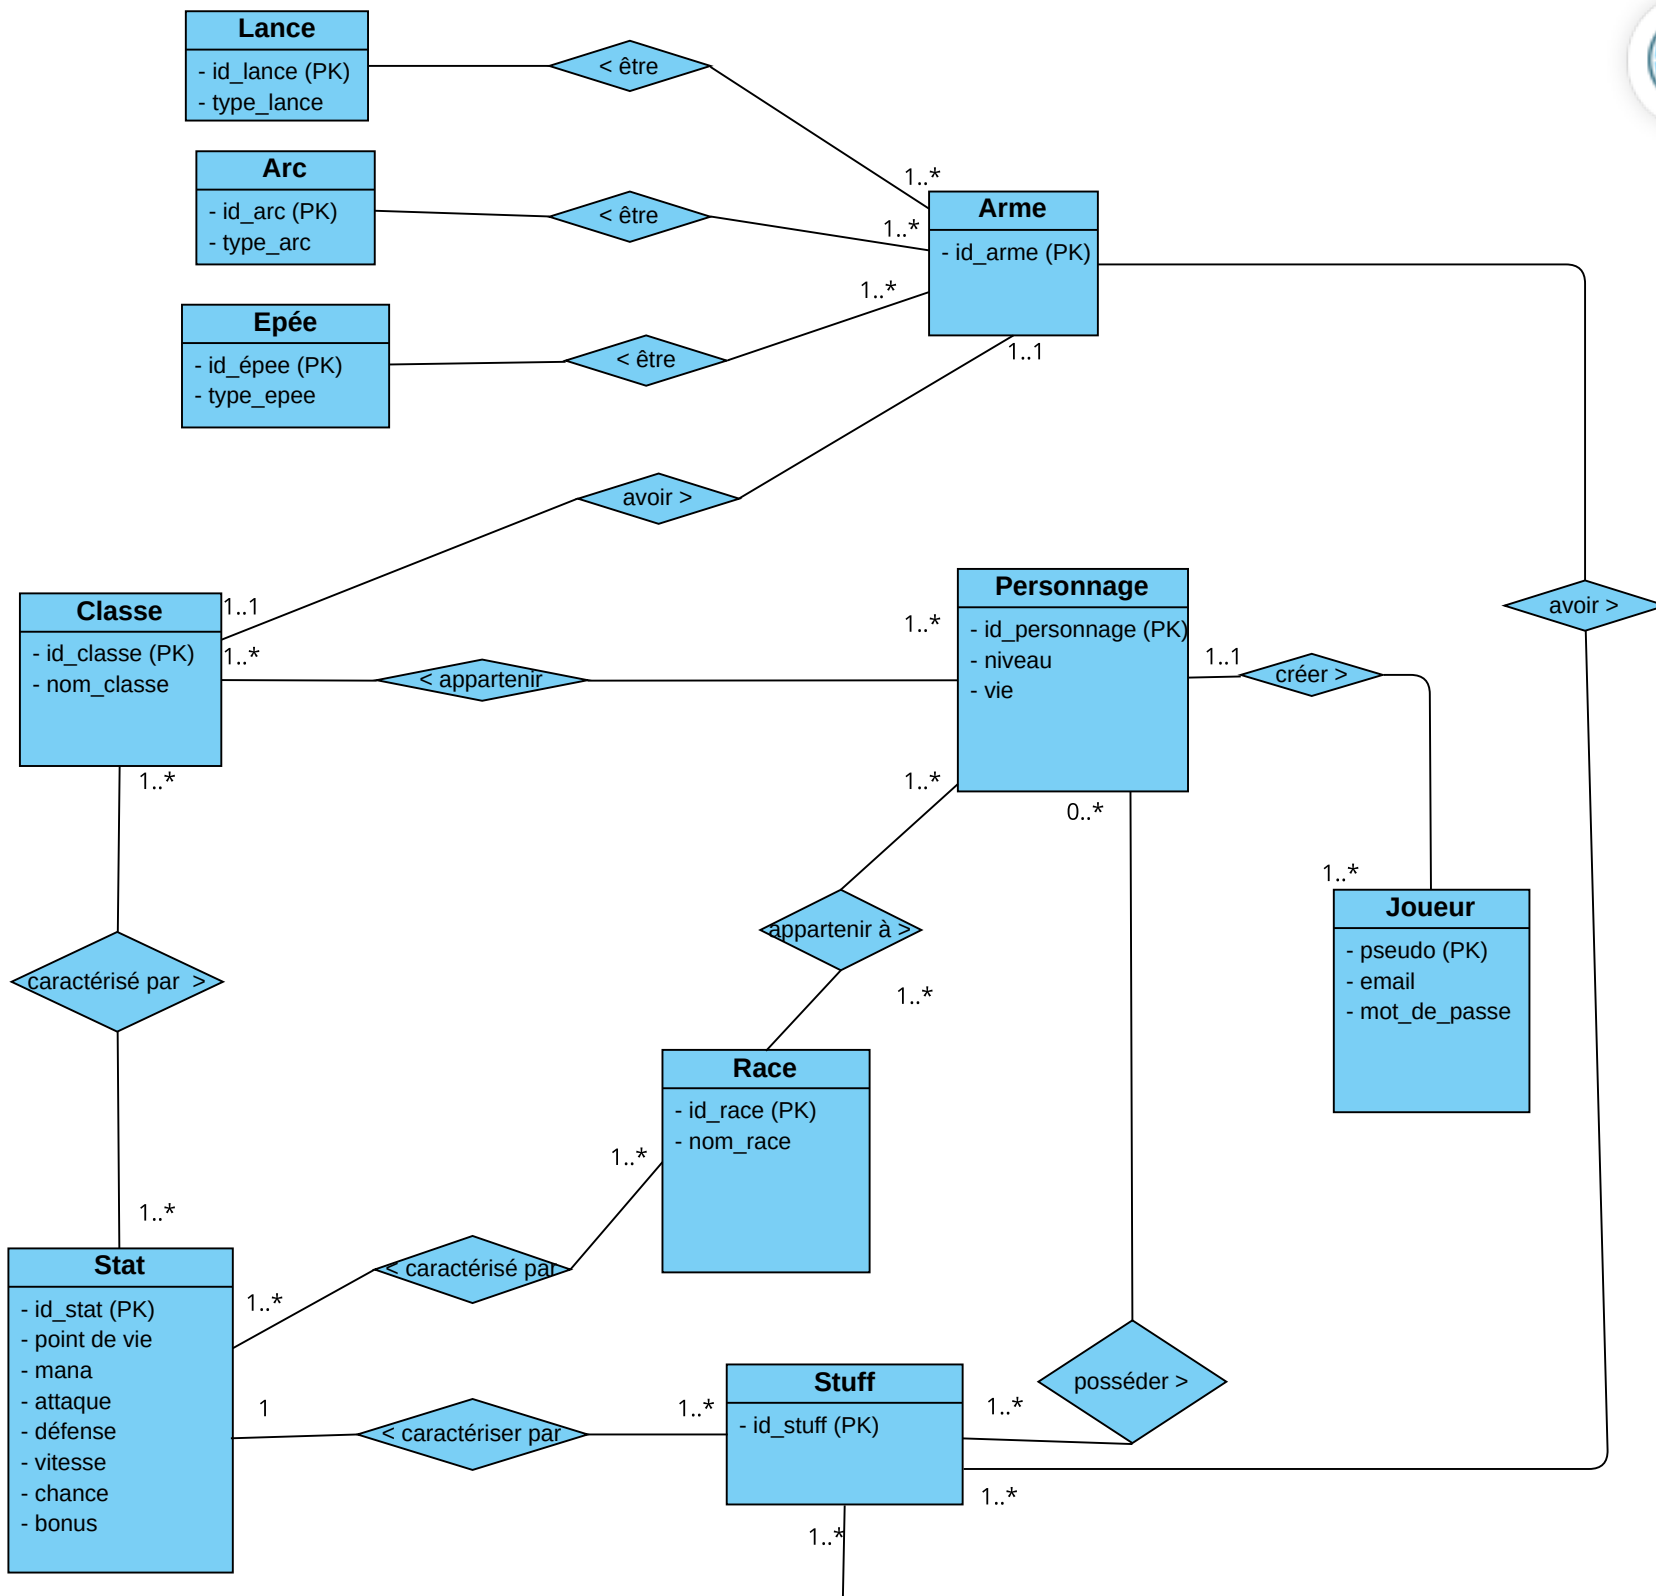 Lance
- id_lance (PK)
- type_lance
< être
Arc
- id_arc (PK)
- type_arc
< être
1..*
1..*
Arme
- id_arme (PK)
Epée
- id_épee (PK)
- type_epee
< être
1..*
1..1
avoir >
Classe
- id_classe (PK)
- nom_classe
1..1
1..*
< appartenir
1..*
Personnage
- id_personnage (PK)
- niveau
- vie
1..1
créer >
avoir >
1..*
1..*
0..*
1..*
Joueur
- pseudo (PK)
- email
- mot_de_passe
caractérisé par >
appartenir à >
1..*
Race
- id_race (PK)
- nom_race
1..*
1..*
Stat
- id_stat (PK)
- point de vie
- mana
- attaque
- défense
- vitesse
- chance
- bonus
< caractérisé par
1..*
1
< caractériser par
1..*
Stuff
- id_stuff (PK)
1..*
posséder >
1..*
1..*